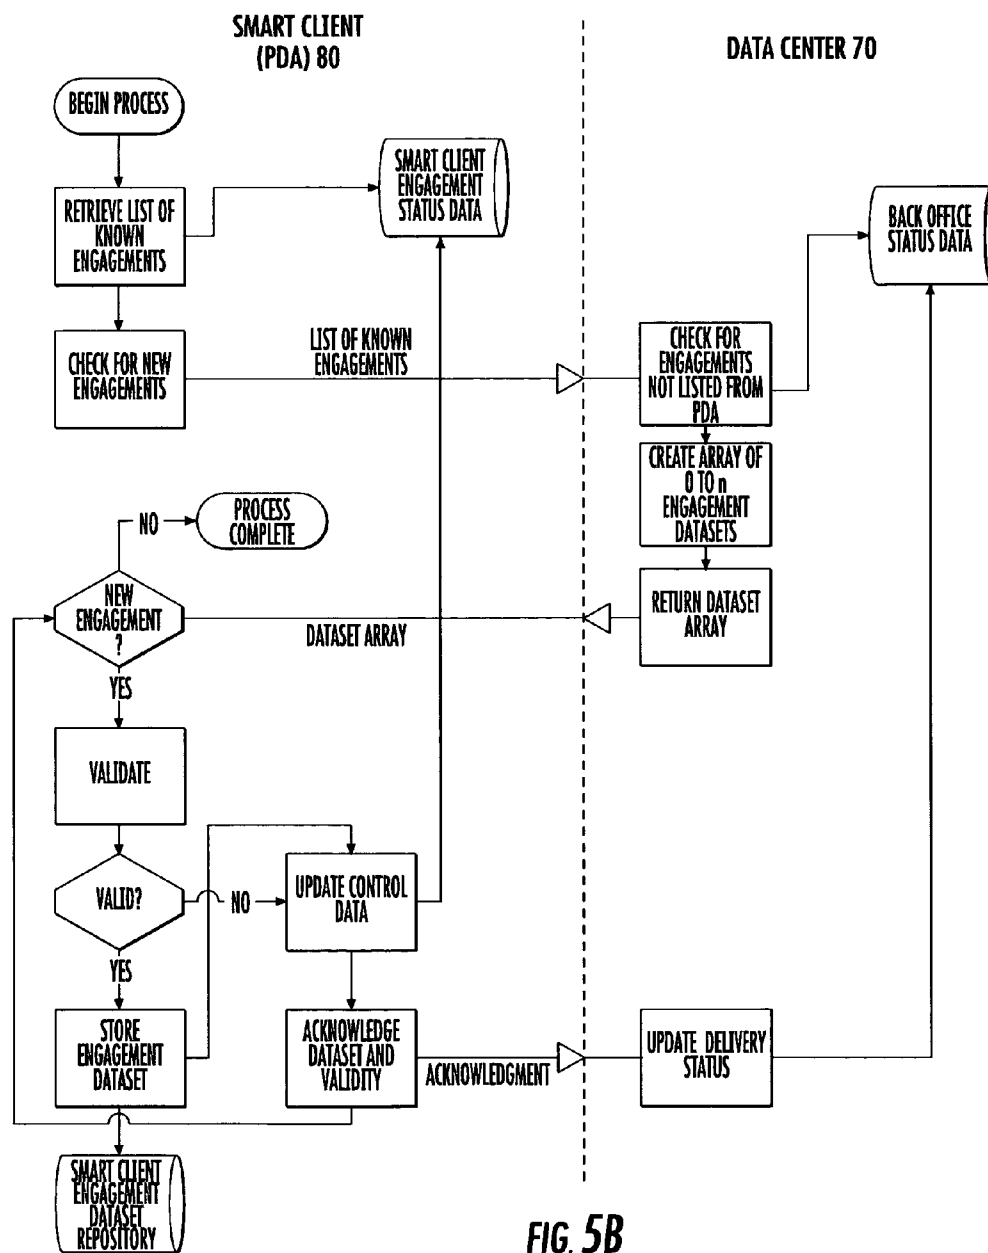 SMART CLIENT
(PDA) 80
DATA CENTER 70
BEGIN PROCESS
SMART CLIENT
ENGAGEMENT
STATUS DATA
RETRIEVE LIST OF
KNOWN
ENGAGEMENTS
BACK OFFICE
STATUS DATA
CHECK FOR NEW
ENGAGEMENTS
LIST OF KNOWN
ENGAGEMENTS
CHECK FOR
ENGAGEMENTS
NOT LISTED FROM
PDA
CREATE ARRAY OF
0 TO n
ENGAGEMENT
DATASETS
NO
PROCESS
COMPLETE
NEW
ENGAGEMENT
?
DATASET ARRAY
RETURN DATASET
ARRAY
YES
VALIDATE
VALID?
NO
UPDATE CONTROL
DATA
YES
STORE
ENGAGEMENT
DATASET
ACKNOWLEDGE
DATASET AND
VALIDITY
ACKNOWLEDGMENT
UPDATE DELIVERY
STATUS
SMART CLIENT
ENGAGEMENT
DATASET
REPOSITORY
FIG. 5B